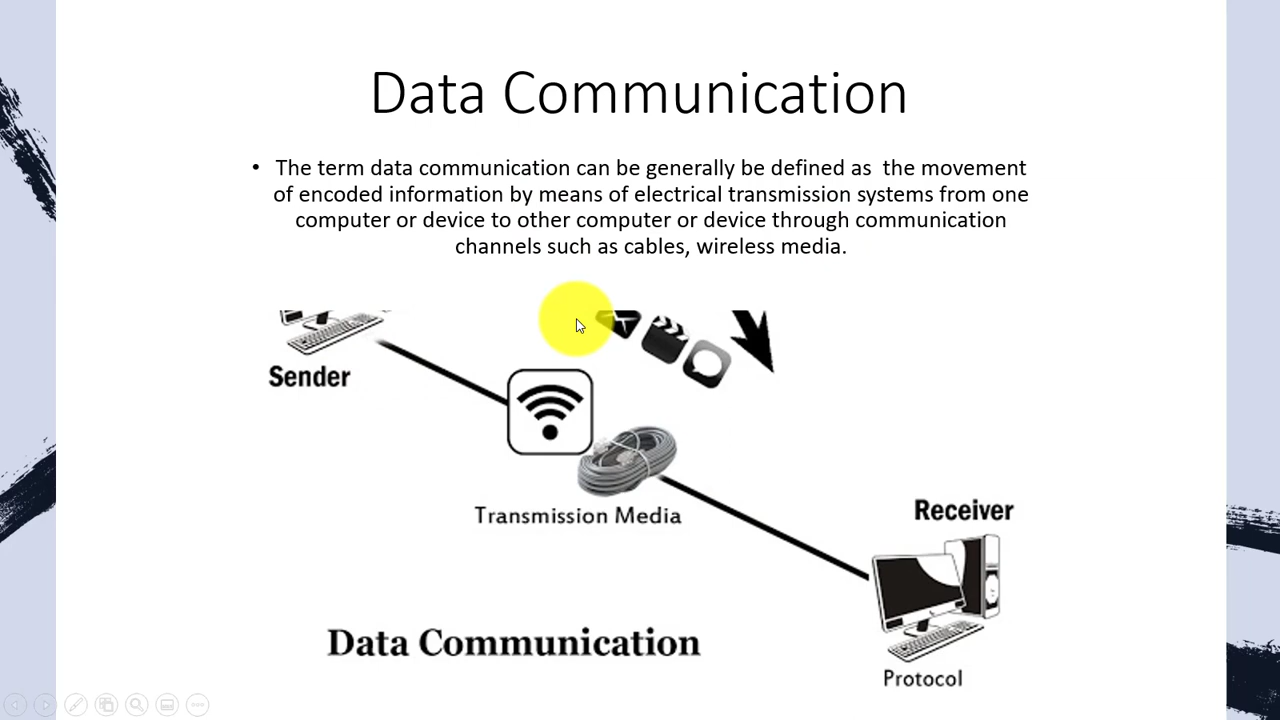 Data Communication
• The term data communication can be generally be defined as the movement
of encoded information by means of electrical transmission systems from one
computer or device to other computer or device through communication
channels such as cables, wireless media.
Sender
Transmission Media
Receiver
Data Communication
Protocol